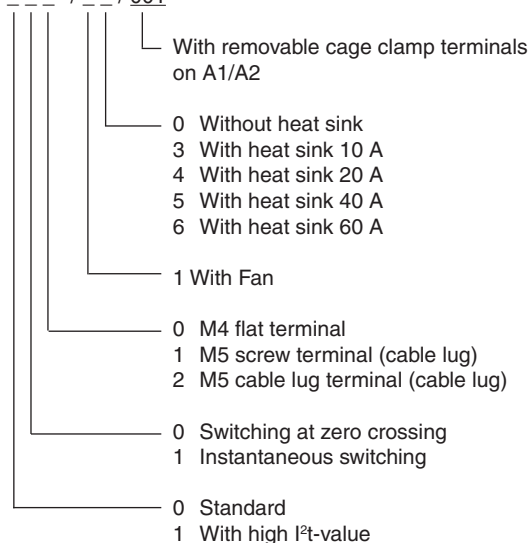 _ _ _ / _ _ / 001
With removable cage clamp terminals
on A1/A2
0 Without heat sink
3 With heat sink 10 A
4 With heat sink 20 A
5 With heat sink 40 A
6 With heat sink 60 A
1 With Fan
0 M4 flat terminal
1 M5 screw terminal (cable lug)
2 M5 cable lug terminal (cable lug)
0 Switching at zero crossing
1 Instantaneous switching
0 Standard
1 With high I²t-value